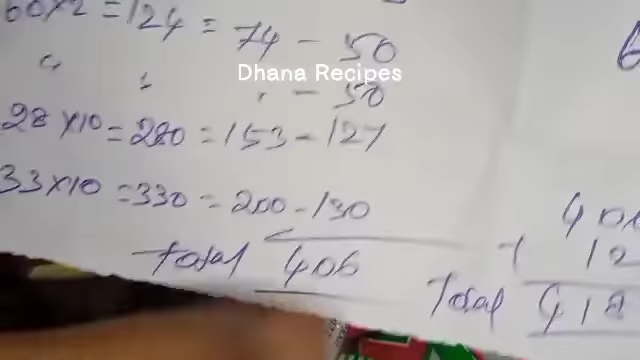 60x2 = 124 = 74 - 50
" " " - 50
Dhana Recipes
28 x10 = 280 = 153 - 127
33x10 = 330 = 200 - 130
Total 406
+ 12
Total 418